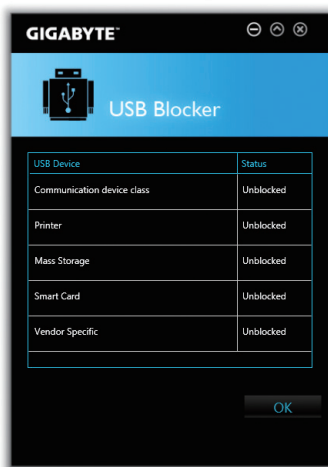 GIGABYTE™
USB Blocker
USB Device Status
Communication device class Unblocked
Printer Unblocked
Mass Storage Unblocked
Smart Card Unblocked
Vendor Specific Unblocked
OK